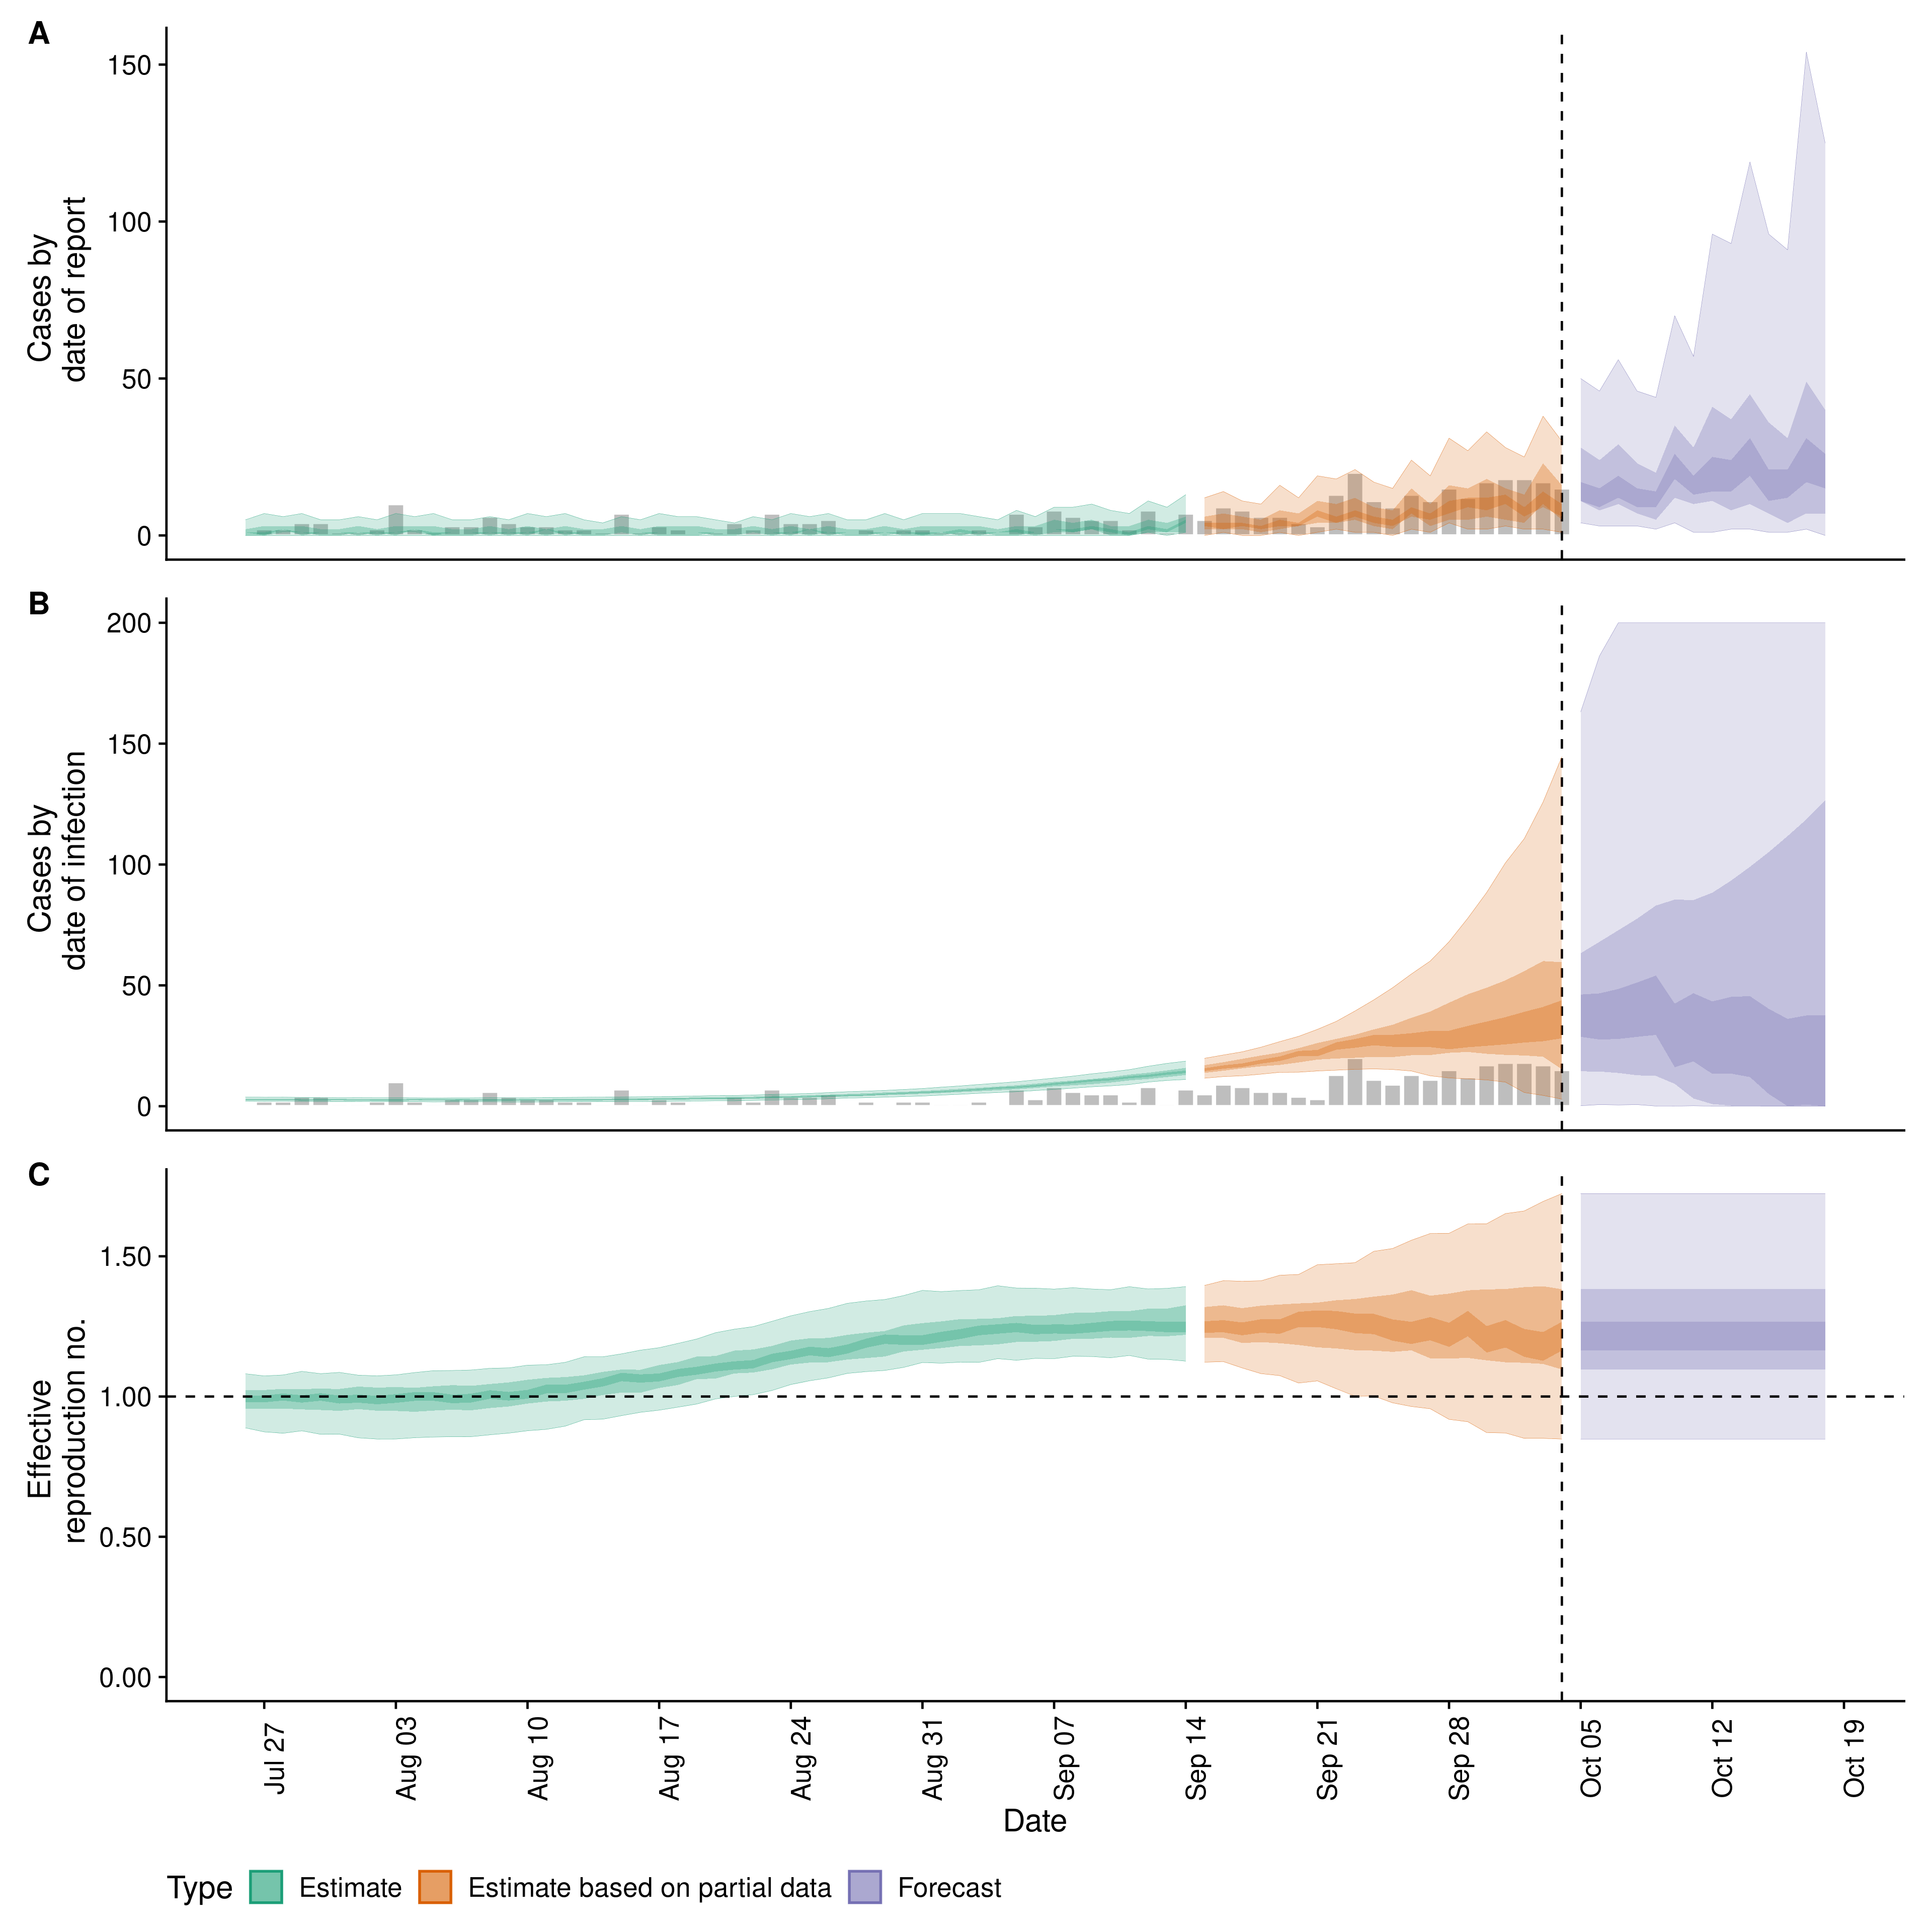 A
Cases by
date of report
150
100
50
0
B
Cases by
date of infection
200
150
100
50
0
C
Effective
reproduction no.
1.50
1.00
0.50
0.00
Jul 27
Aug 03
Aug 10
Aug 17
Aug 24
Aug 31
Sep 07
Sep 14
Sep 21
Sep 28
Oct 05
Oct 12
Oct 19
Date
Type Estimate Estimate based on partial data Forecast